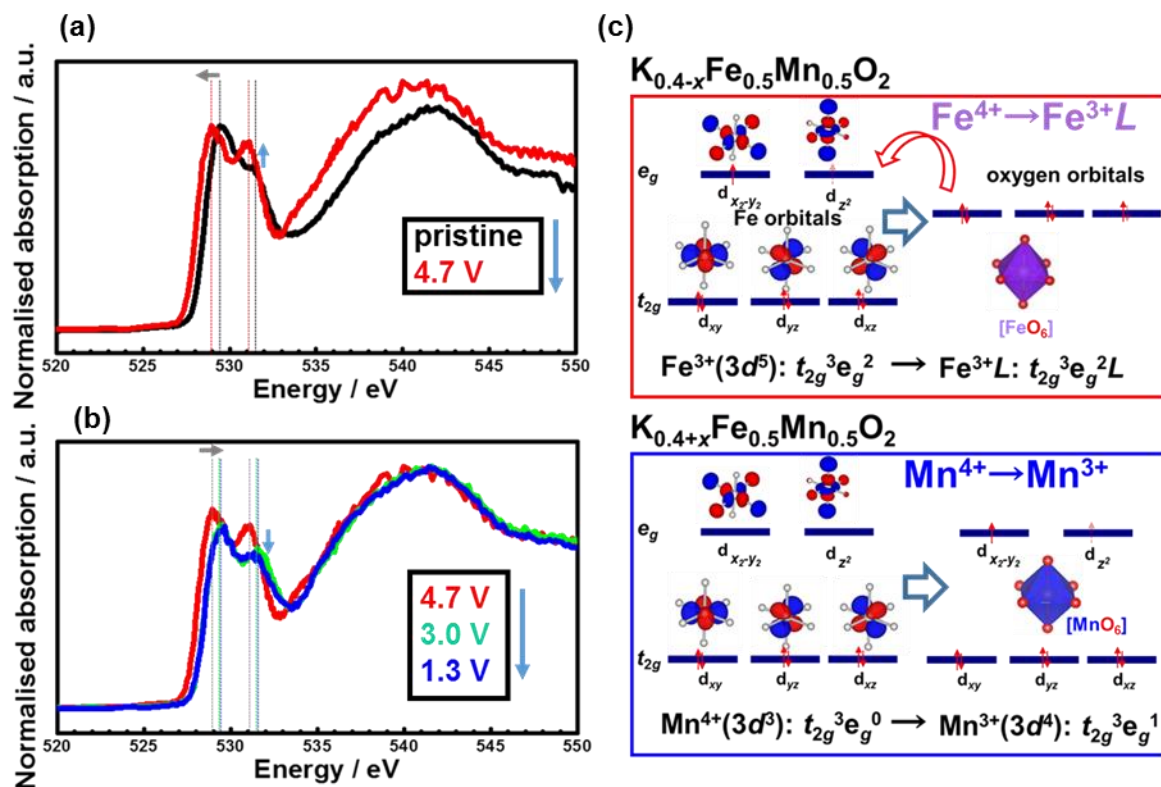 (a)
Normalised absorption / a.u.
pristine
4.7 V
520 525 530 535 540 545 550
Energy / eV
(b)
Normalised absorption / a.u.
4.7 V
3.0 V
1.3 V
520 525 530 535 540 545 550
Energy / eV
(c)
K0.4-xFe0.5Mn0.5O2
Fe4+→Fe3+L
eg
dx2-y2 dz2
Fe orbitals
oxygen orbitals
t2g
dxy dyz dxz
[FeO6]
Fe3+(3d5): t2g3eg2 → Fe3+L: t2g3eg2L
K0.4+xFe0.5Mn0.5O2
Mn4+→Mn3+
eg
dx2-y2 dz2 dx2-y2 dz2
[MnO6]
t2g
dxy dyz dxz dxy dyz dxz
Mn4+(3d3): t2g3eg0 → Mn3+(3d4): t2g3eg1